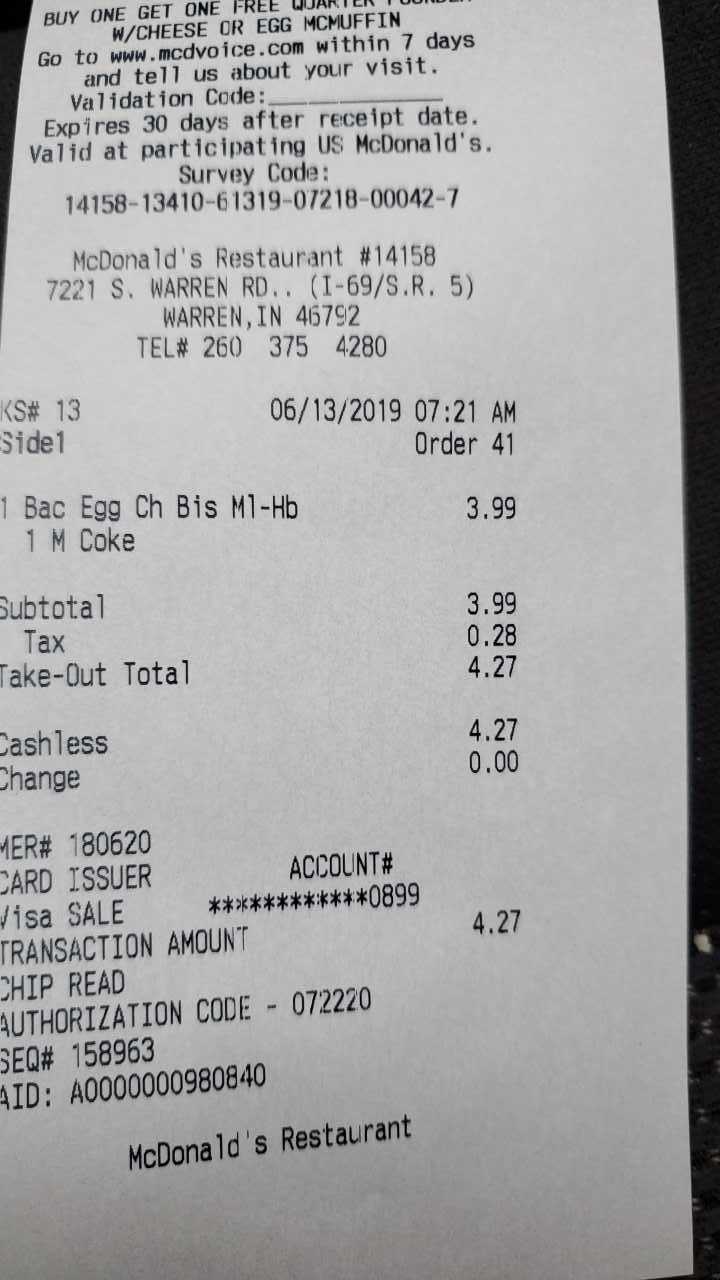 BUY ONE GET ONE FREE QUARTER POUNDER
W/CHEESE OR EGG MCMUFFIN
Go to www.mcdvoice.com within 7 days
and tell us about your visit.
Validation Code:
Expires 30 days after receipt date.
Valid at participating US McDonald's.
Survey Code:
14158-13410-61319-07218-00042-7
McDonald's Restaurant #14158
7221 S. WARREN RD.. (I-69/S.R. 5)
WARREN,IN 46792
TEL# 260 375 4280
KS# 13 06/13/2019 07:21 AM
Side1 Order 41
1 Bac Egg Ch Bis Ml-Hb 3.99
1 M Coke
Subtotal 3.99
Tax 0.28
Take-Out Total 4.27
Cashless 4.27
Change 0.00
MER# 180620
CARD ISSUER ACCOUNT#
Visa SALE ************0899
TRANSACTION AMOUNT 4.27
CHIP READ
AUTHORIZATION CODE - 072220
SEQ# 158963
AID: A0000000980840
McDonald's Restaurant